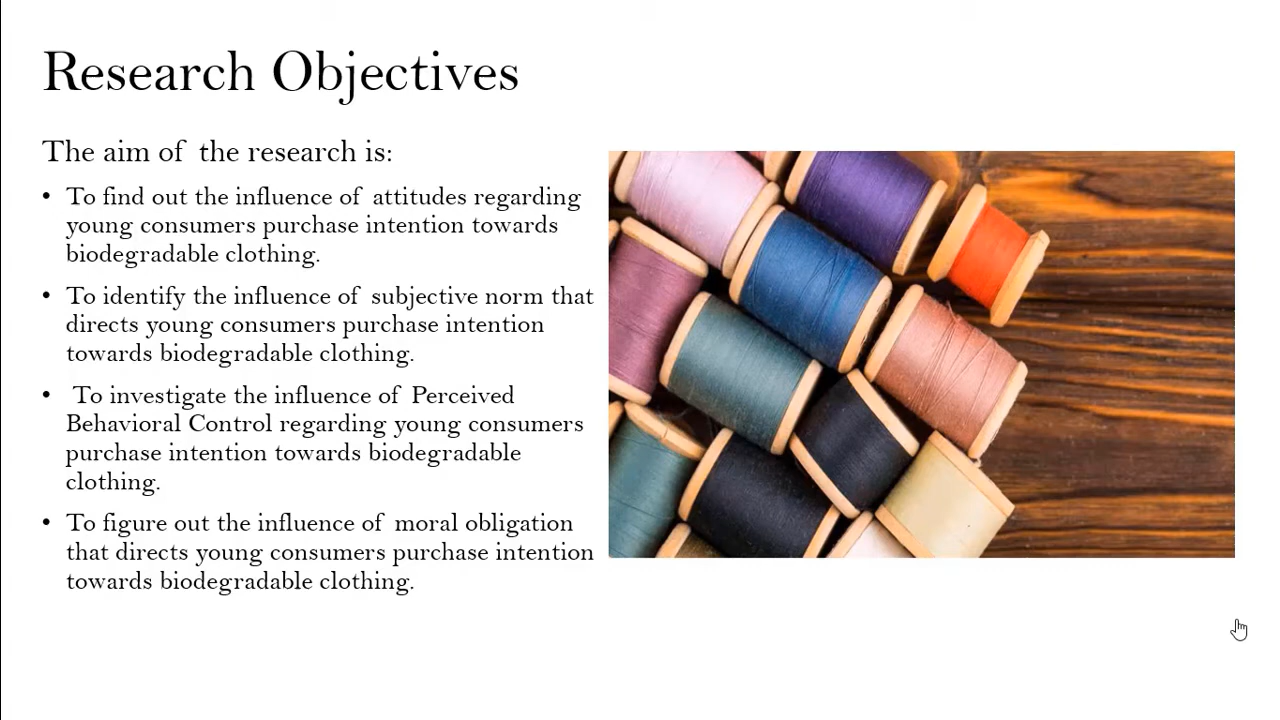 Research Objectives
The aim of the research is:
• To find out the influence of attitudes regarding
young consumers purchase intention towards
biodegradable clothing.
• To identify the influence of subjective norm that
directs young consumers purchase intention
towards biodegradable clothing.
• To investigate the influence of Perceived
Behavioral Control regarding young consumers
purchase intention towards biodegradable
clothing.
• To figure out the influence of moral obligation
that directs young consumers purchase intention
towards biodegradable clothing.